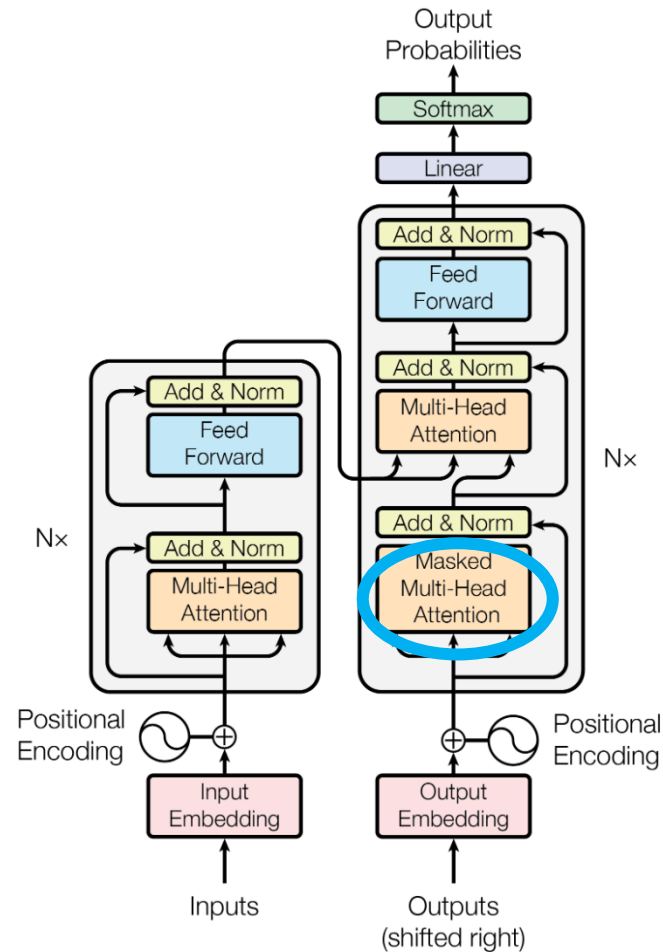 Output
Probabilities
Softmax
Linear
Add & Norm
Feed
Forward
Add & Norm
Multi-Head
Attention
Nx
Add & Norm
Masked
Multi-Head
Attention
Add & Norm
Feed
Forward
Nx
Add & Norm
Multi-Head
Attention
Positional
Encoding
Positional
Encoding
Input
Embedding
Output
Embedding
Inputs
Outputs
(shifted right)